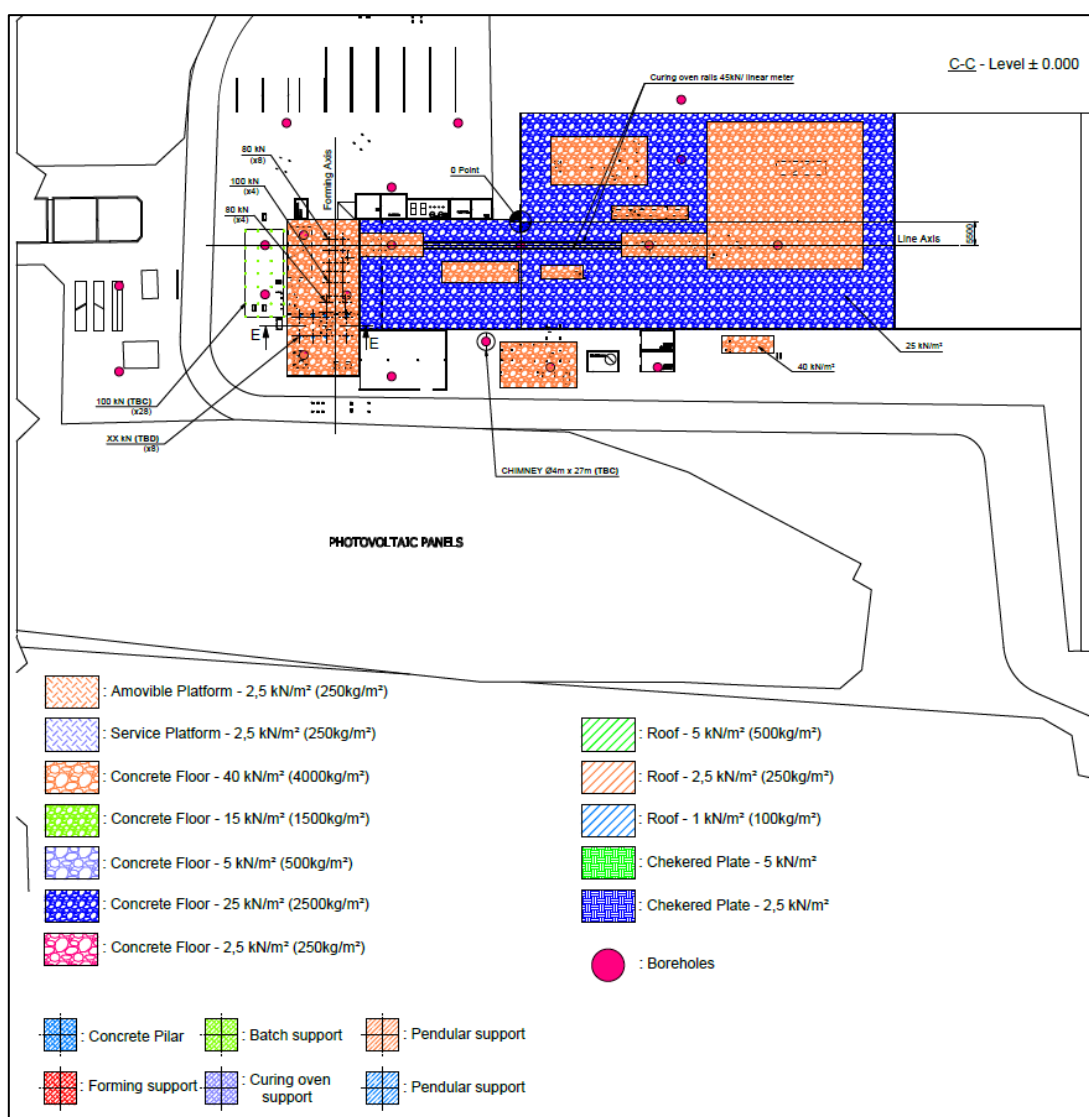 C-C - Level ± 0.000
Curing oven rails 45kN/ linear meter
80 kN
(x8)
100 kN
(x4)
80 kN
(x4)
Forming Axis
0 Point
5500
Line Axis
E
E
25 kN/m²
40 kN/m²
100 kN (TBC)
(x28)
XX kN (TBD)
(x8)
CHIMNEY Ø4m x 27m (TBC)
PHOTOVOLTAIC PANELS
: Amovible Platform - 2,5 kN/m² (250kg/m²)
: Service Platform - 2,5 kN/m² (250kg/m²)
: Concrete Floor - 40 kN/m² (4000kg/m²)
: Concrete Floor - 15 kN/m² (1500kg/m²)
: Concrete Floor - 5 kN/m² (500kg/m²)
: Concrete Floor - 25 kN/m² (2500kg/m²)
: Concrete Floor - 2,5 kN/m² (250kg/m²)
: Roof - 5 kN/m² (500kg/m²)
: Roof - 2,5 kN/m² (250kg/m²)
: Roof - 1 kN/m² (100kg/m²)
: Chekered Plate - 5 kN/m²
: Chekered Plate - 2,5 kN/m²
: Boreholes
: Concrete Pilar
: Batch support
: Pendular support
: Forming support
: Curing oven
support
: Pendular support